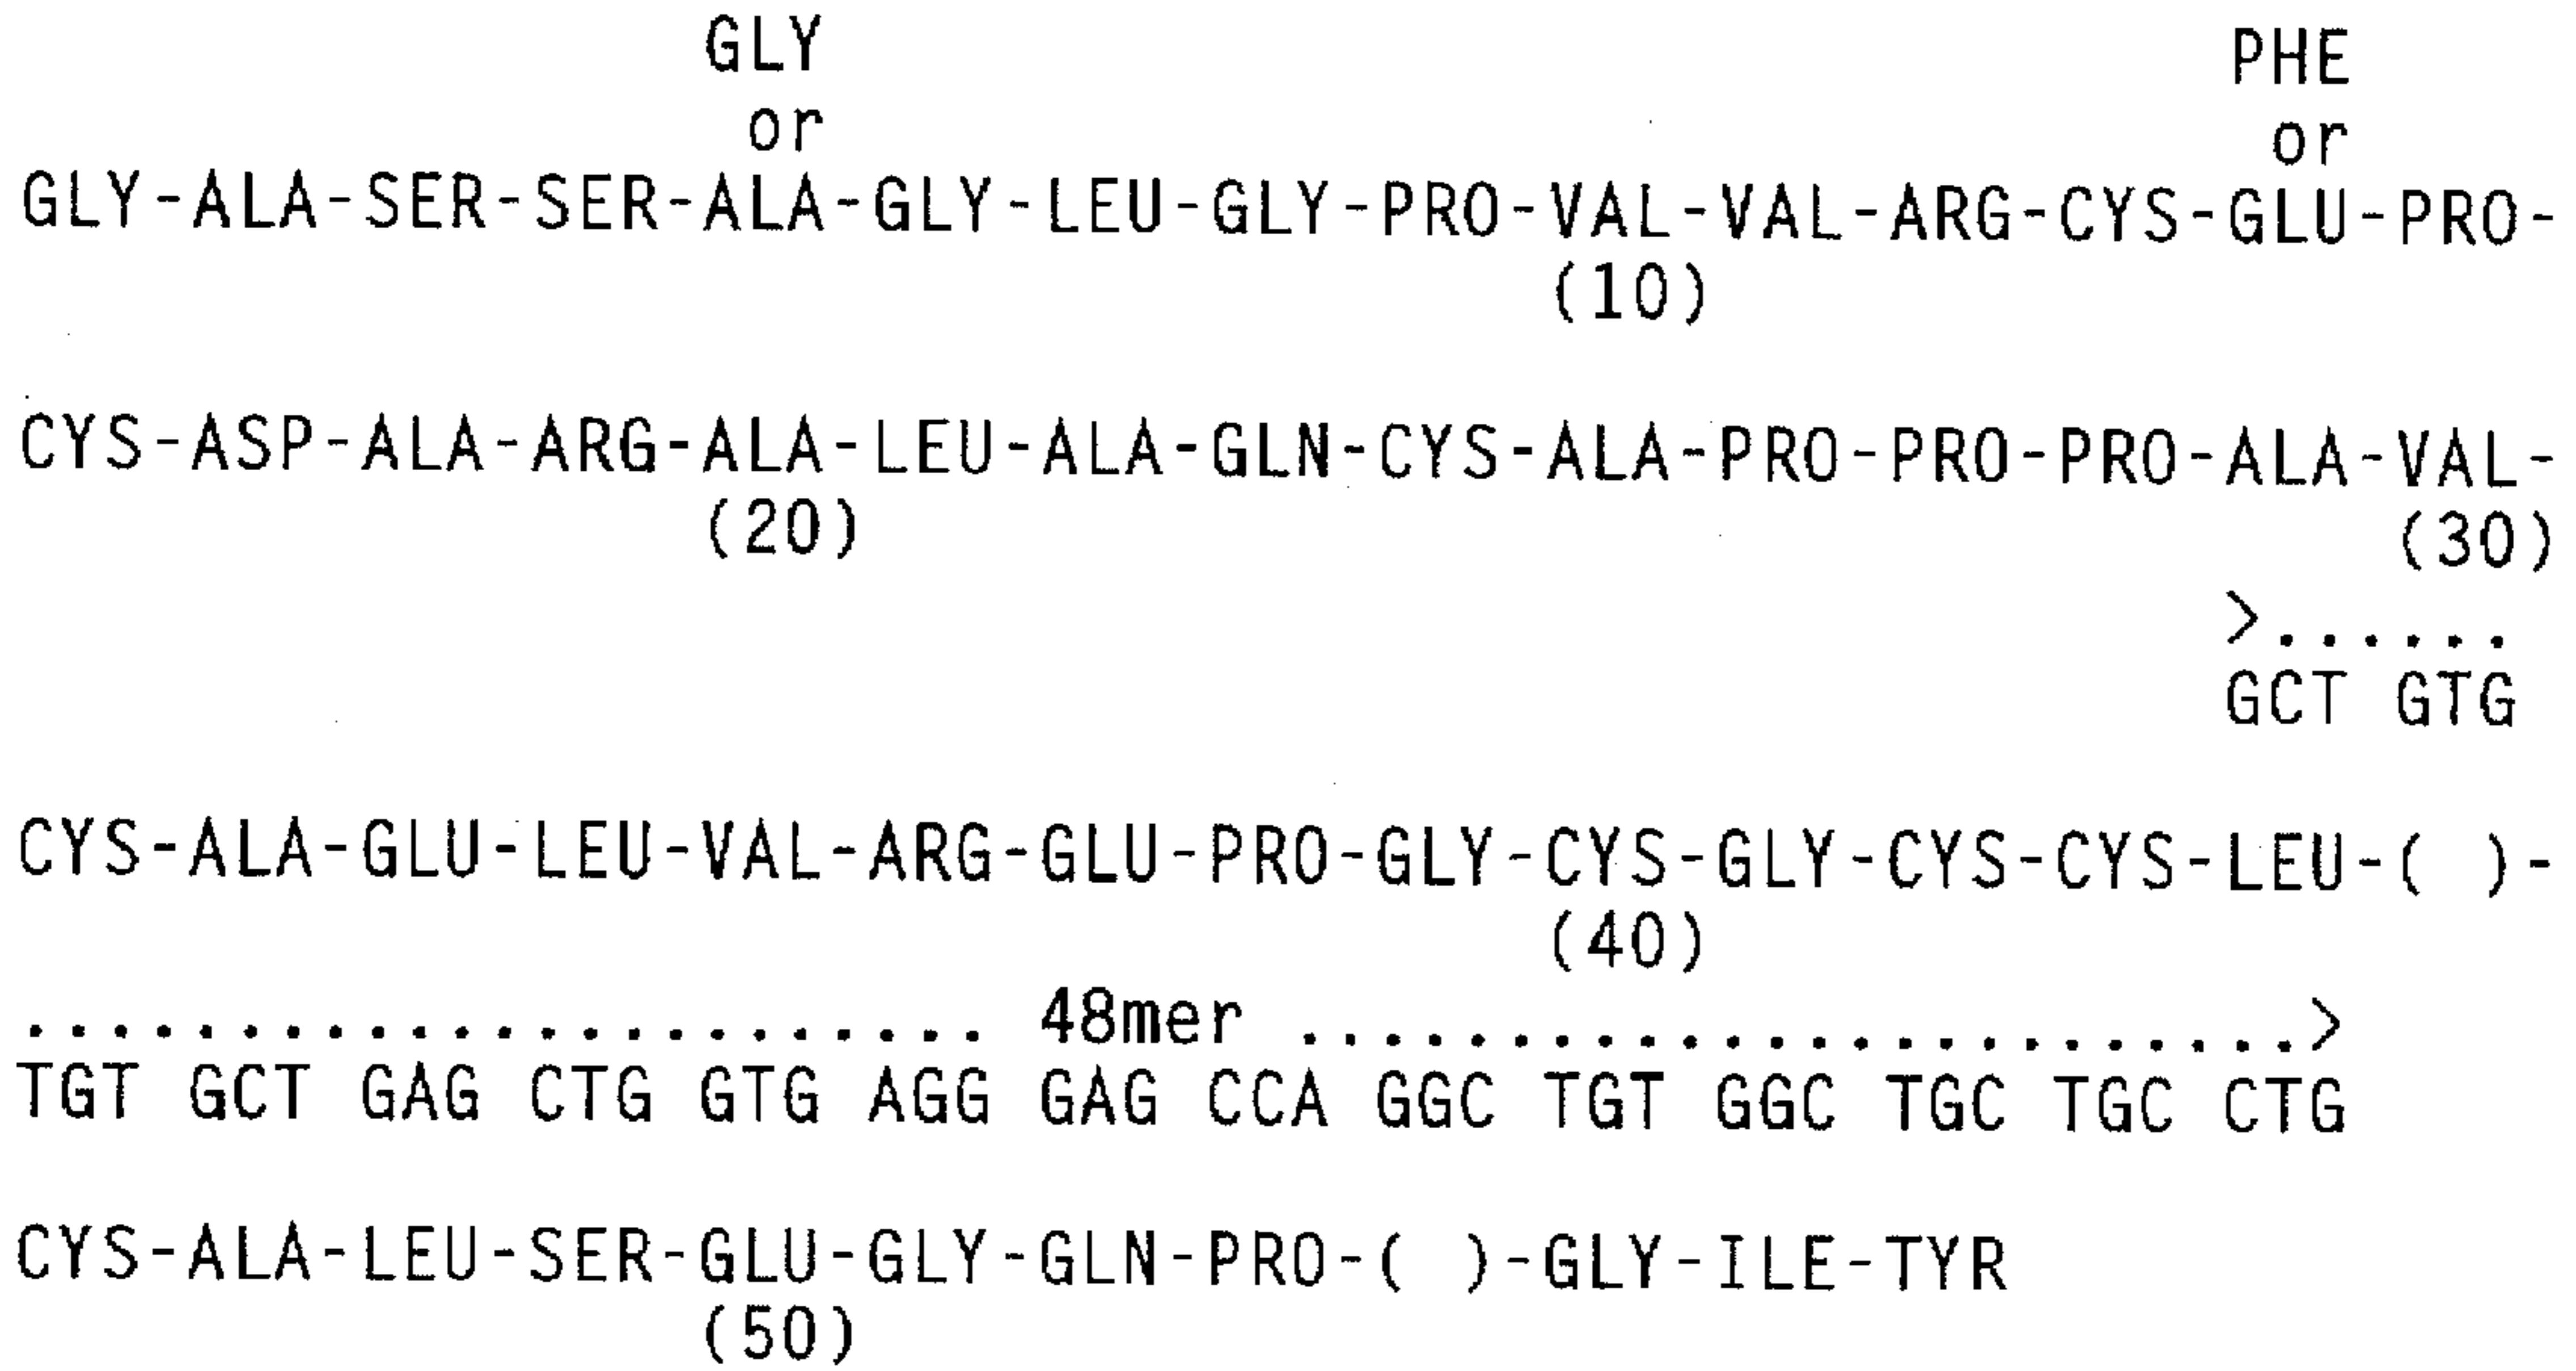 GLY PHE
or or
GLY-ALA-SER-SER-ALA-GLY-LEU-GLY-PRO-VAL-VAL-ARG-CYS-GLU-PRO-
(10)
CYS-ASP-ALA-ARG-ALA-LEU-ALA-GLN-CYS-ALA-PRO-PRO-PRO-ALA-VAL-
(20) (30)
>......
GCT GTG
CYS-ALA-GLU-LEU-VAL-ARG-GLU-PRO-GLY-CYS-GLY-CYS-CYS-LEU-( )-
(40)
....................... 48mer ........................>
TGT GCT GAG CTG GTG AGG GAG CCA GGC TGT GGC TGC TGC CTG
CYS-ALA-LEU-SER-GLU-GLY-GLN-PRO-( )-GLY-ILE-TYR
(50)